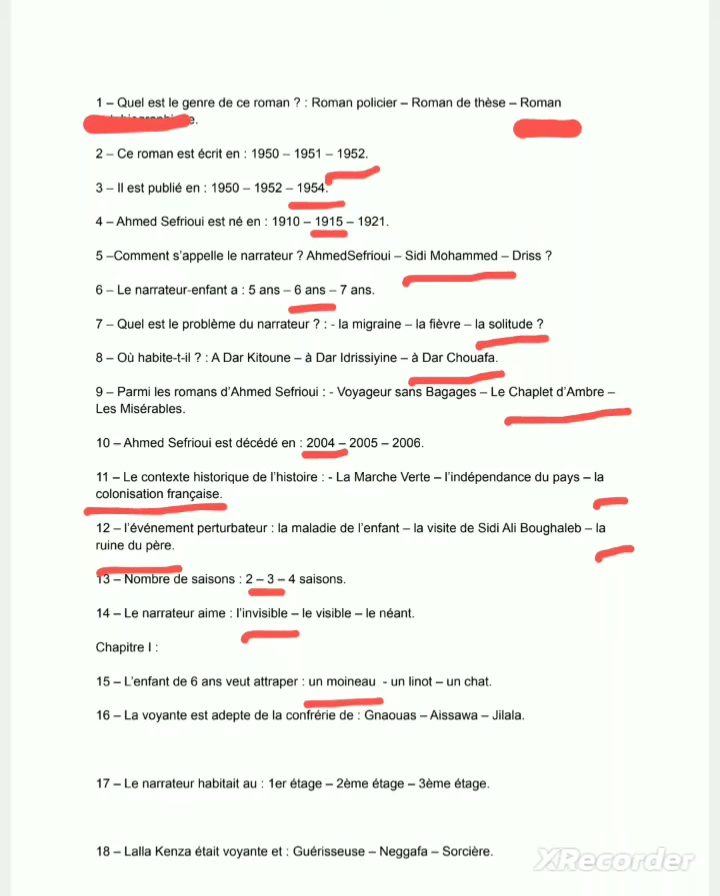 1 – Quel est le genre de ce roman ? : Roman policier – Roman de thèse – Roman
2 – Ce roman est écrit en : 1950 – 1951 – 1952.
3 – Il est publié en : 1950 – 1952 – 1954.
4 – Ahmed Sefrioui est né en : 1910 – 1915 – 1921.
5 –Comment s'appelle le narrateur ? AhmedSefrioui – Sidi Mohammed – Driss ?
6 – Le narrateur-enfant a : 5 ans – 6 ans – 7 ans.
7 – Quel est le problème du narrateur ? : - la migraine – la fièvre – la solitude ?
8 – Où habite-t-il ? : A Dar Kitoune – à Dar Idrissiyine – à Dar Chouafa.
9 – Parmi les romans d'Ahmed Sefrioui : - Voyageur sans Bagages – Le Chaplet d'Ambre –
Les Misérables.
10 – Ahmed Sefrioui est décédé en : 2004 – 2005 – 2006.
11 – Le contexte historique de l'histoire : - La Marche Verte – l'indépendance du pays – la
colonisation française.
12 – l'événement perturbateur : la maladie de l'enfant – la visite de Sidi Ali Boughaleb – la
ruine du père.
13 – Nombre de saisons : 2 – 3 – 4 saisons.
14 – Le narrateur aime : l'invisible – le visible – le néant.
Chapitre I :
15 – L'enfant de 6 ans veut attraper : un moineau - un linot – un chat.
16 – La voyante est adepte de la confrérie de : Gnaouas – Aissawa – Jilala.
17 – Le narrateur habitait au : 1er étage – 2ème étage – 3ème étage.
18 – Lalla Kenza était voyante et : Guérisseuse – Neggafa – Sorcière.
XRecorder